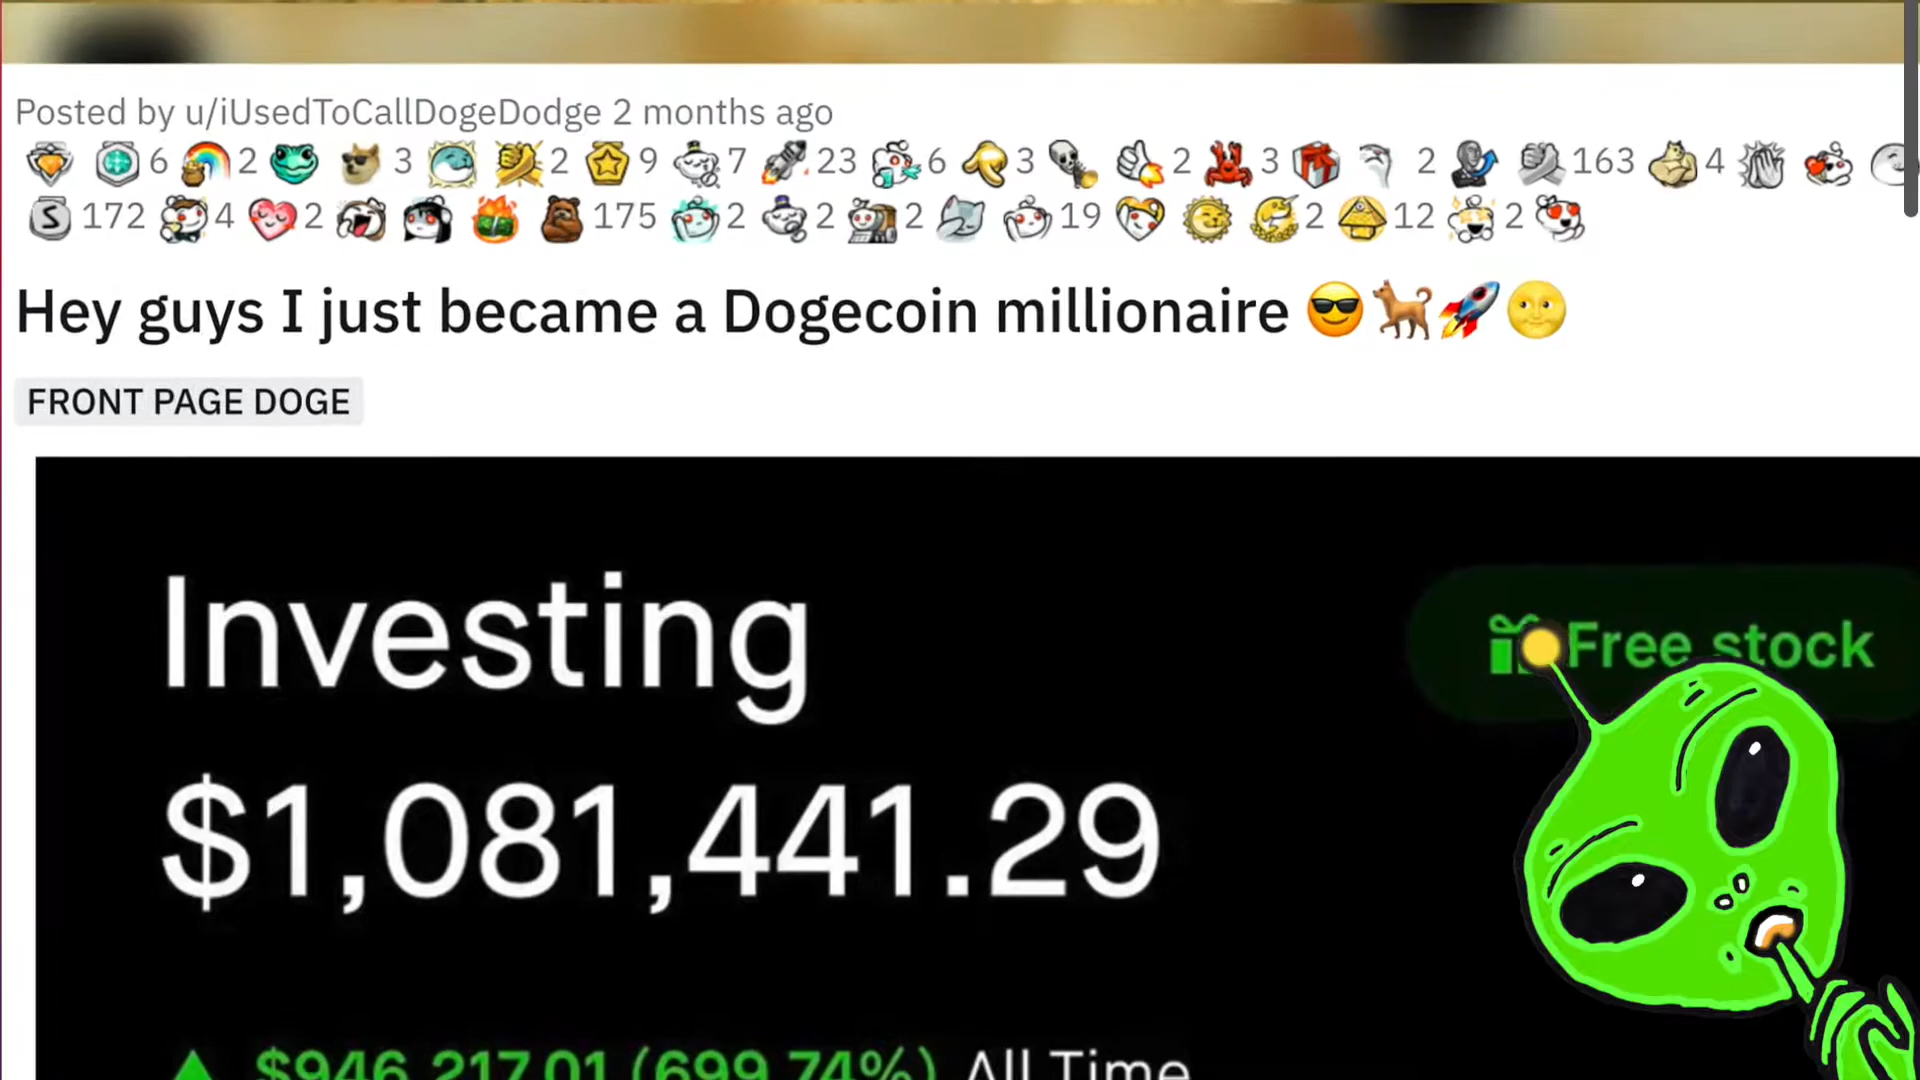 Posted by u/iUsedToCallDogeDodge 2 months ago
6 2 3 2 9 7 23 6 3 2 3 2 163 4
S 172 4 2 175 2 2 2 19 2 12 2
Hey guys I just became a Dogecoin millionaire 😎🐕🚀🌝
FRONT PAGE DOGE
Investing
Free stock
$1,081,441.29
$946,217.01 (699.74%) All Time